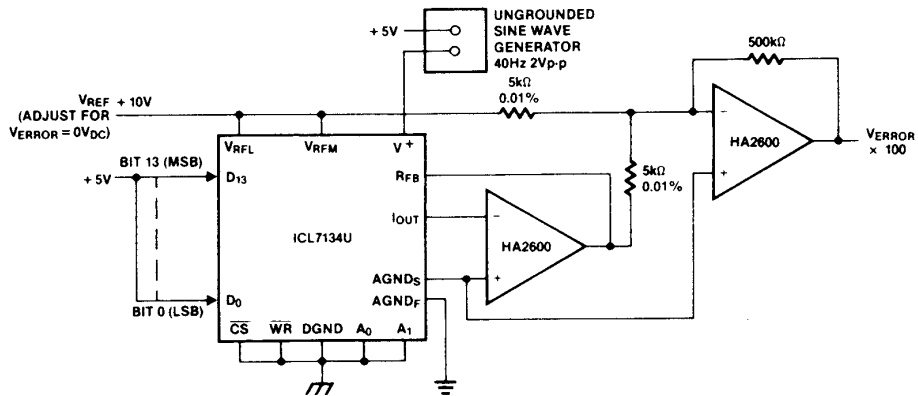 UNGROUNDED
SINE WAVE
GENERATOR
40Hz 2Vp-p
+ 5V
500kΩ
5kΩ
0.01%
VREF + 10V
(ADJUST FOR
VERROR = 0VDC)
VRFL
VRFM
V+
HA2600
VERROR
× 100
BIT 13 (MSB)
+ 5V
D13
RFB
5kΩ
0.01%
IOUT
ICL7134U
HA2600
AGNDS
D0
AGNDF
BIT 0 (LSB)
CS WR DGND A0 A1